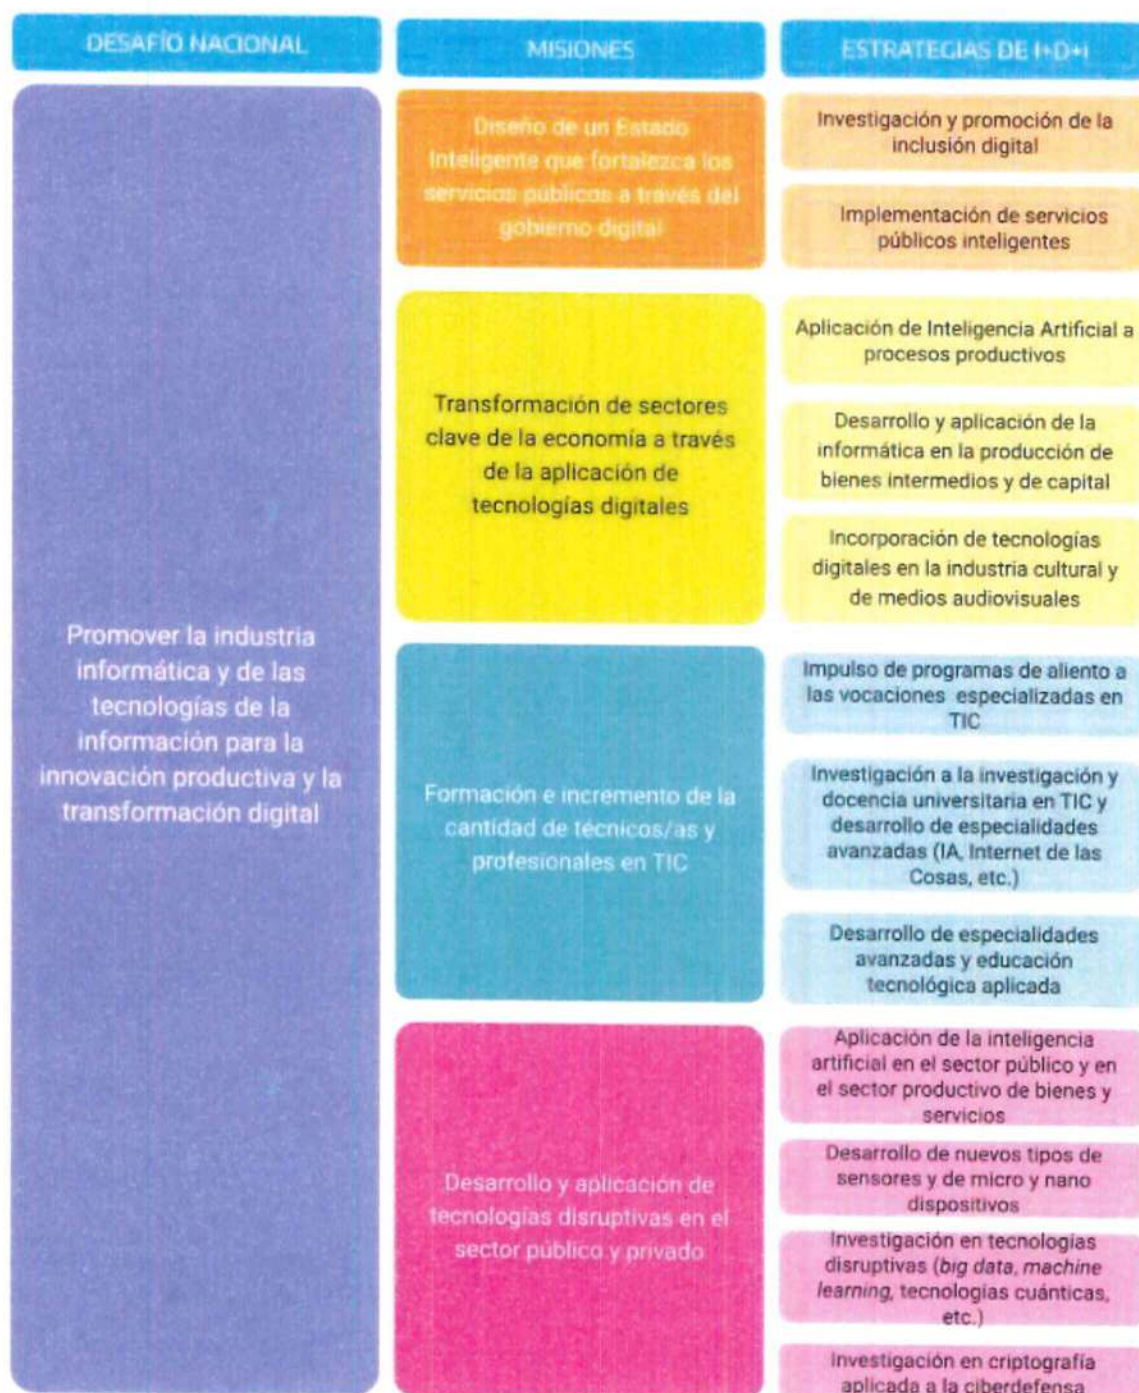 DESAFÍO NACIONAL
MISIONES
ESTRATEGIAS DE I+D+i
Promover la industria
informática y de las
tecnologías de la
información para la
innovación productiva y la
transformación digital
Diseño de un Estado
Inteligente que fortalezca los
servicios públicos a través del
gobierno digital
Investigación y promoción de la
inclusión digital
Implementación de servicios
públicos inteligentes
Transformación de sectores
clave de la economía a través
de la aplicación de
tecnologías digitales
Aplicación de Inteligencia Artificial a
procesos productivos
Desarrollo y aplicación de la
informática en la producción de
bienes intermedios y de capital
Incorporación de tecnologías
digitales en la industria cultural y
de medios audiovisuales
Formación e incremento de la
cantidad de técnicos/as y
profesionales en TIC
Impulso de programas de aliento a
las vocaciones especializadas en
TIC
Investigación a la investigación y
docencia universitaria en TIC y
desarrollo de especialidades
avanzadas (IA, Internet de las
Cosas, etc.)
Desarrollo de especialidades
avanzadas y educación
tecnológica aplicada
Desarrollo y aplicación de
tecnologías disruptivas en el
sector público y privado
Aplicación de la inteligencia
artificial en el sector público y en
el sector productivo de bienes y
servicios
Desarrollo de nuevos tipos de
sensores y de micro y nano
dispositivos
Investigación en tecnologías
disruptivas (big data, machine
learning, tecnologías cuánticas,
etc.)
Investigación en criptografía
aplicada a la ciberdefensa